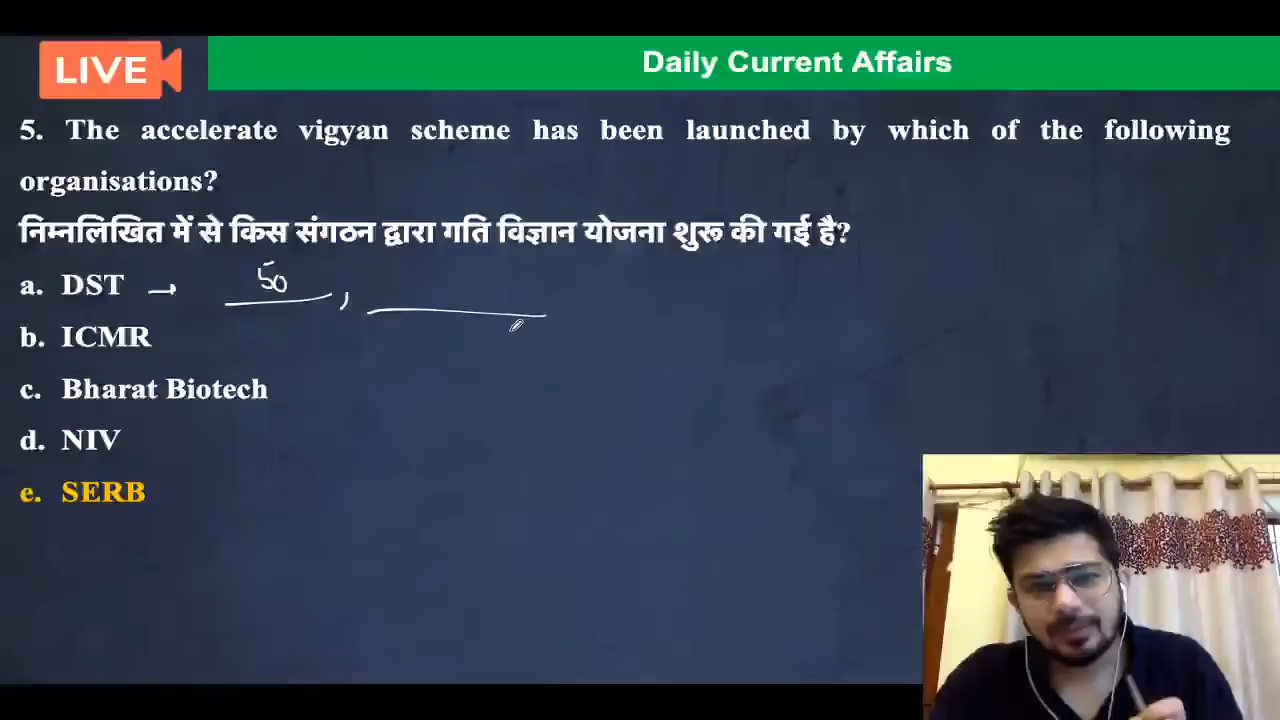 LIVE
Daily Current Affairs
5. The accelerate vigyan scheme has been launched by which of the following
organisations?
निम्नलिखित में से किस संगठन द्वारा गति विज्ञान योजना शुरू की गई है?
a. DST → 50 ,
b. ICMR
c. Bharat Biotech
d. NIV
e. SERB